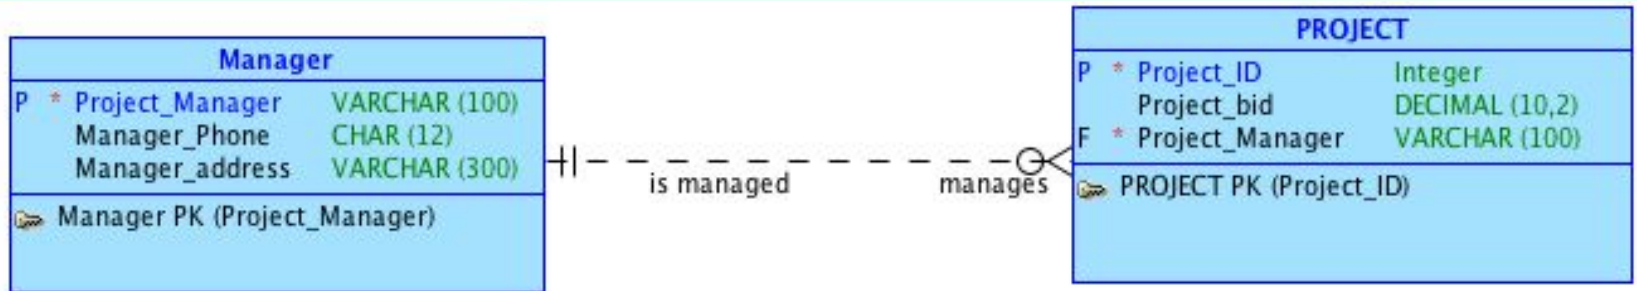 Manager
P * Project_Manager VARCHAR (100)
Manager_Phone CHAR (12)
Manager_address VARCHAR (300)
Manager PK (Project_Manager)
is managed
manages
PROJECT
P * Project_ID Integer
Project_bid DECIMAL (10,2)
F * Project_Manager VARCHAR (100)
PROJECT PK (Project_ID)